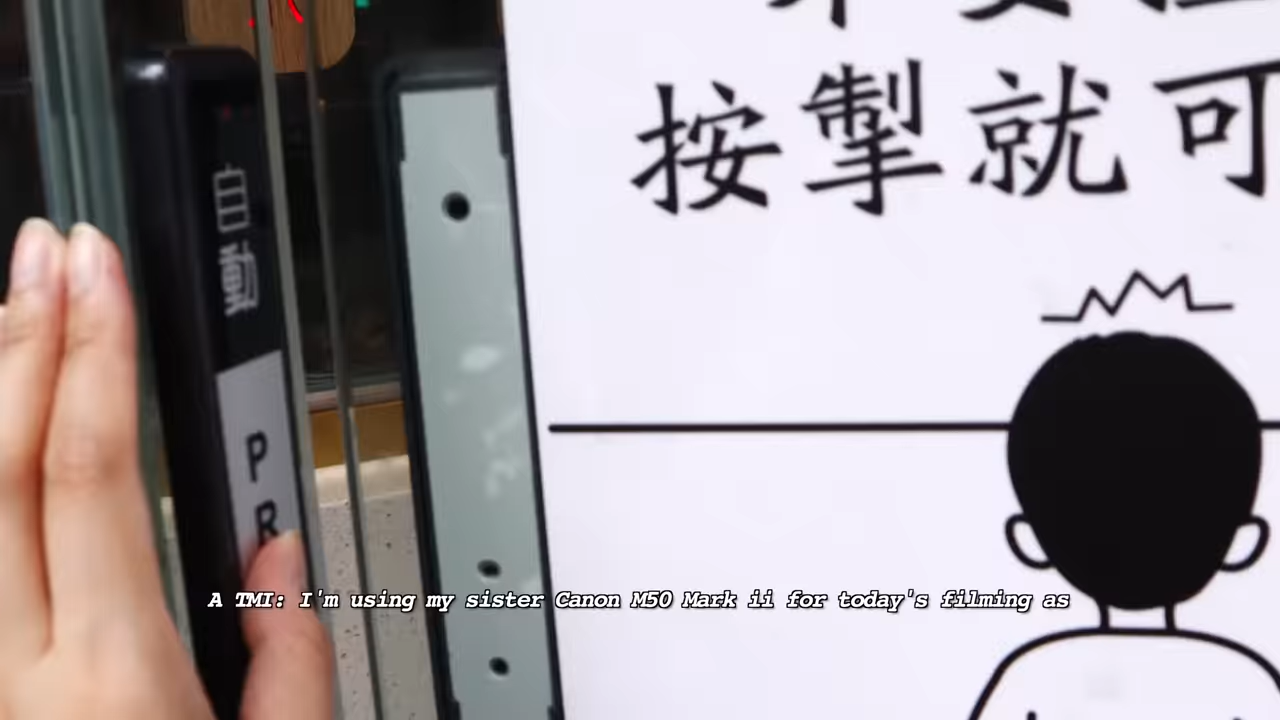 按掣就可
自動
P
R
A TMI: I'm using my sister Canon M50 Mark ii for today's filming as